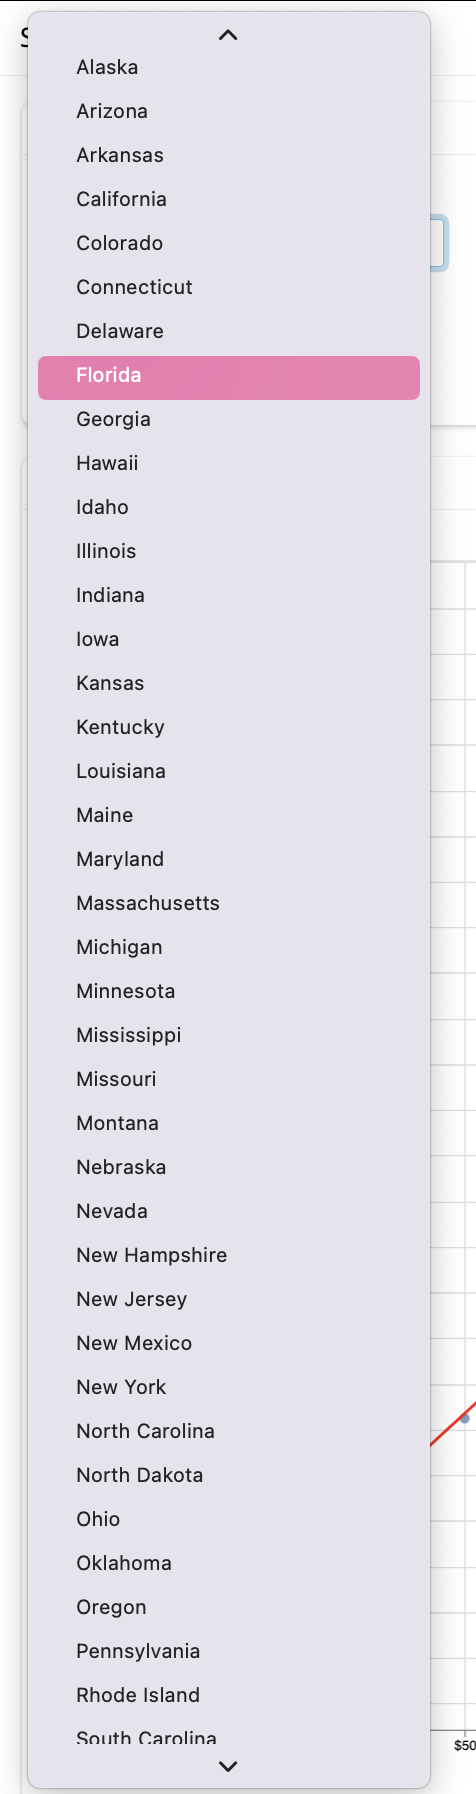 Alaska
Arizona
Arkansas
California
Colorado
Connecticut
Delaware
Florida
Georgia
Hawaii
Idaho
Illinois
Indiana
Iowa
Kansas
Kentucky
Louisiana
Maine
Maryland
Massachusetts
Michigan
Minnesota
Mississippi
Missouri
Montana
Nebraska
Nevada
New Hampshire
New Jersey
New Mexico
New York
North Carolina
North Dakota
Ohio
Oklahoma
Oregon
Pennsylvania
Rhode Island
South Carolina
$50